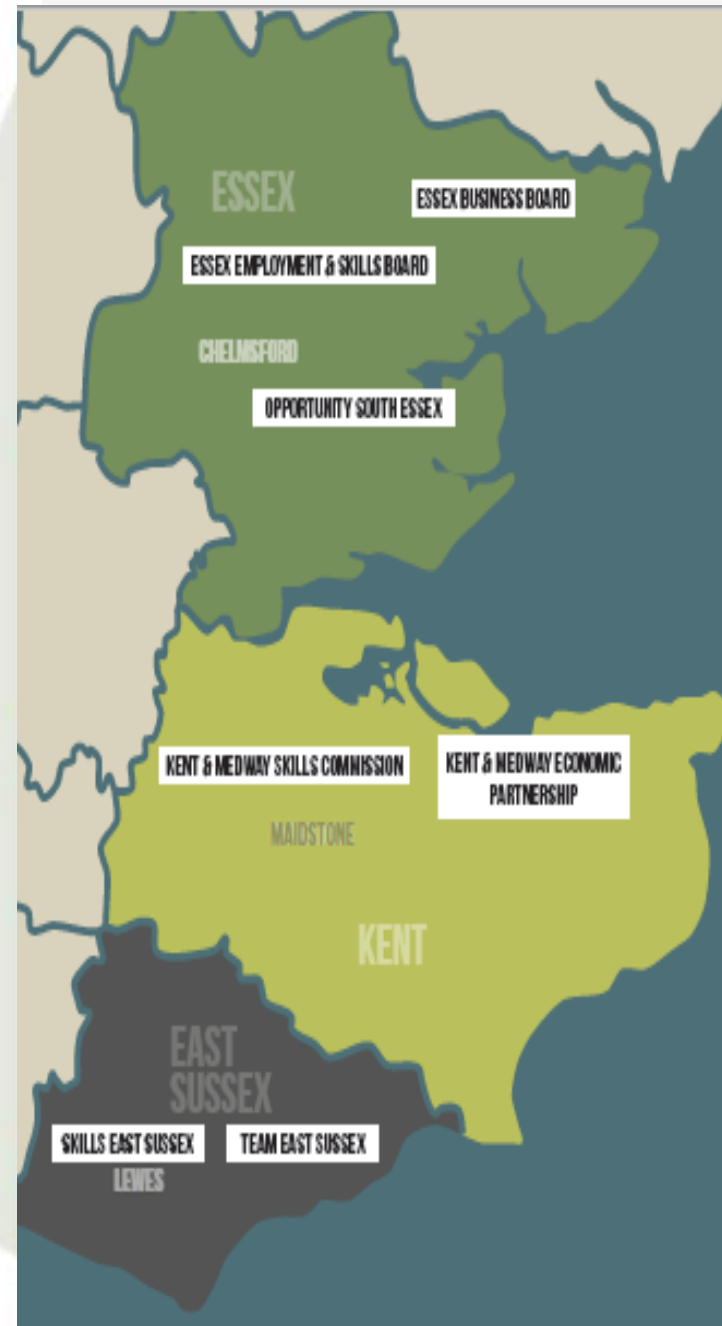 ESSEX
ESSEX BUSINESS BOARD
ESSEX EMPLOYMENT & SKILLS BOARD
CHELMSFORD
OPPORTUNITY SOUTH ESSEX
KENT & MEDWAY SKILLS COMMISSION
KENT & MEDWAY ECONOMIC
PARTNERSHIP
MAIDSTONE
KENT
EAST
SUSSEX
SKILLS EAST SUSSEX
TEAM EAST SUSSEX
LEWES